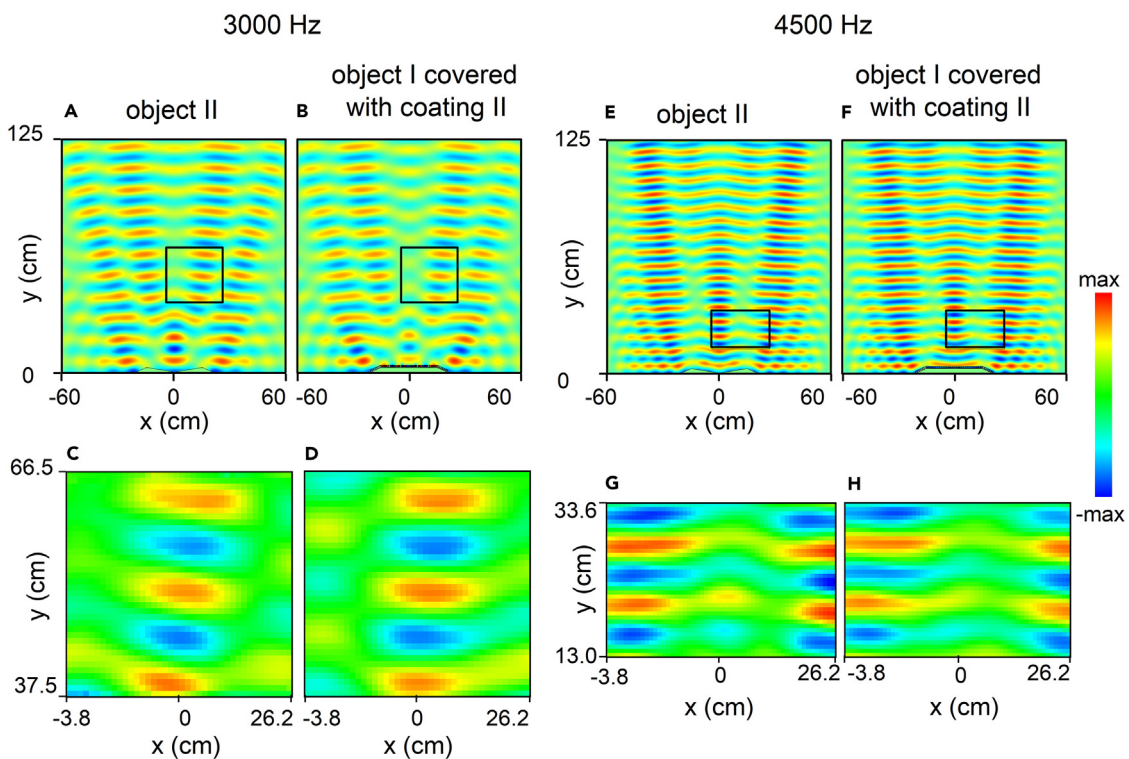 3000 Hz
4500 Hz
A
object II
B
object I covered
with coating II
E
object II
F
object I covered
with coating II
125
y (cm)
0
-60
0
60
x (cm)
-60
0
60
x (cm)
125
y (cm)
0
-60
0
60
x (cm)
-60
0
60
x (cm)
max
-max
C
D
66.5
y (cm)
37.5
-3.8
0
26.2
x (cm)
-3.8
0
26.2
x (cm)
G
H
33.6
y (cm)
13.0
-3.8
0
26.2
x (cm)
-3.8
0
26.2
x (cm)